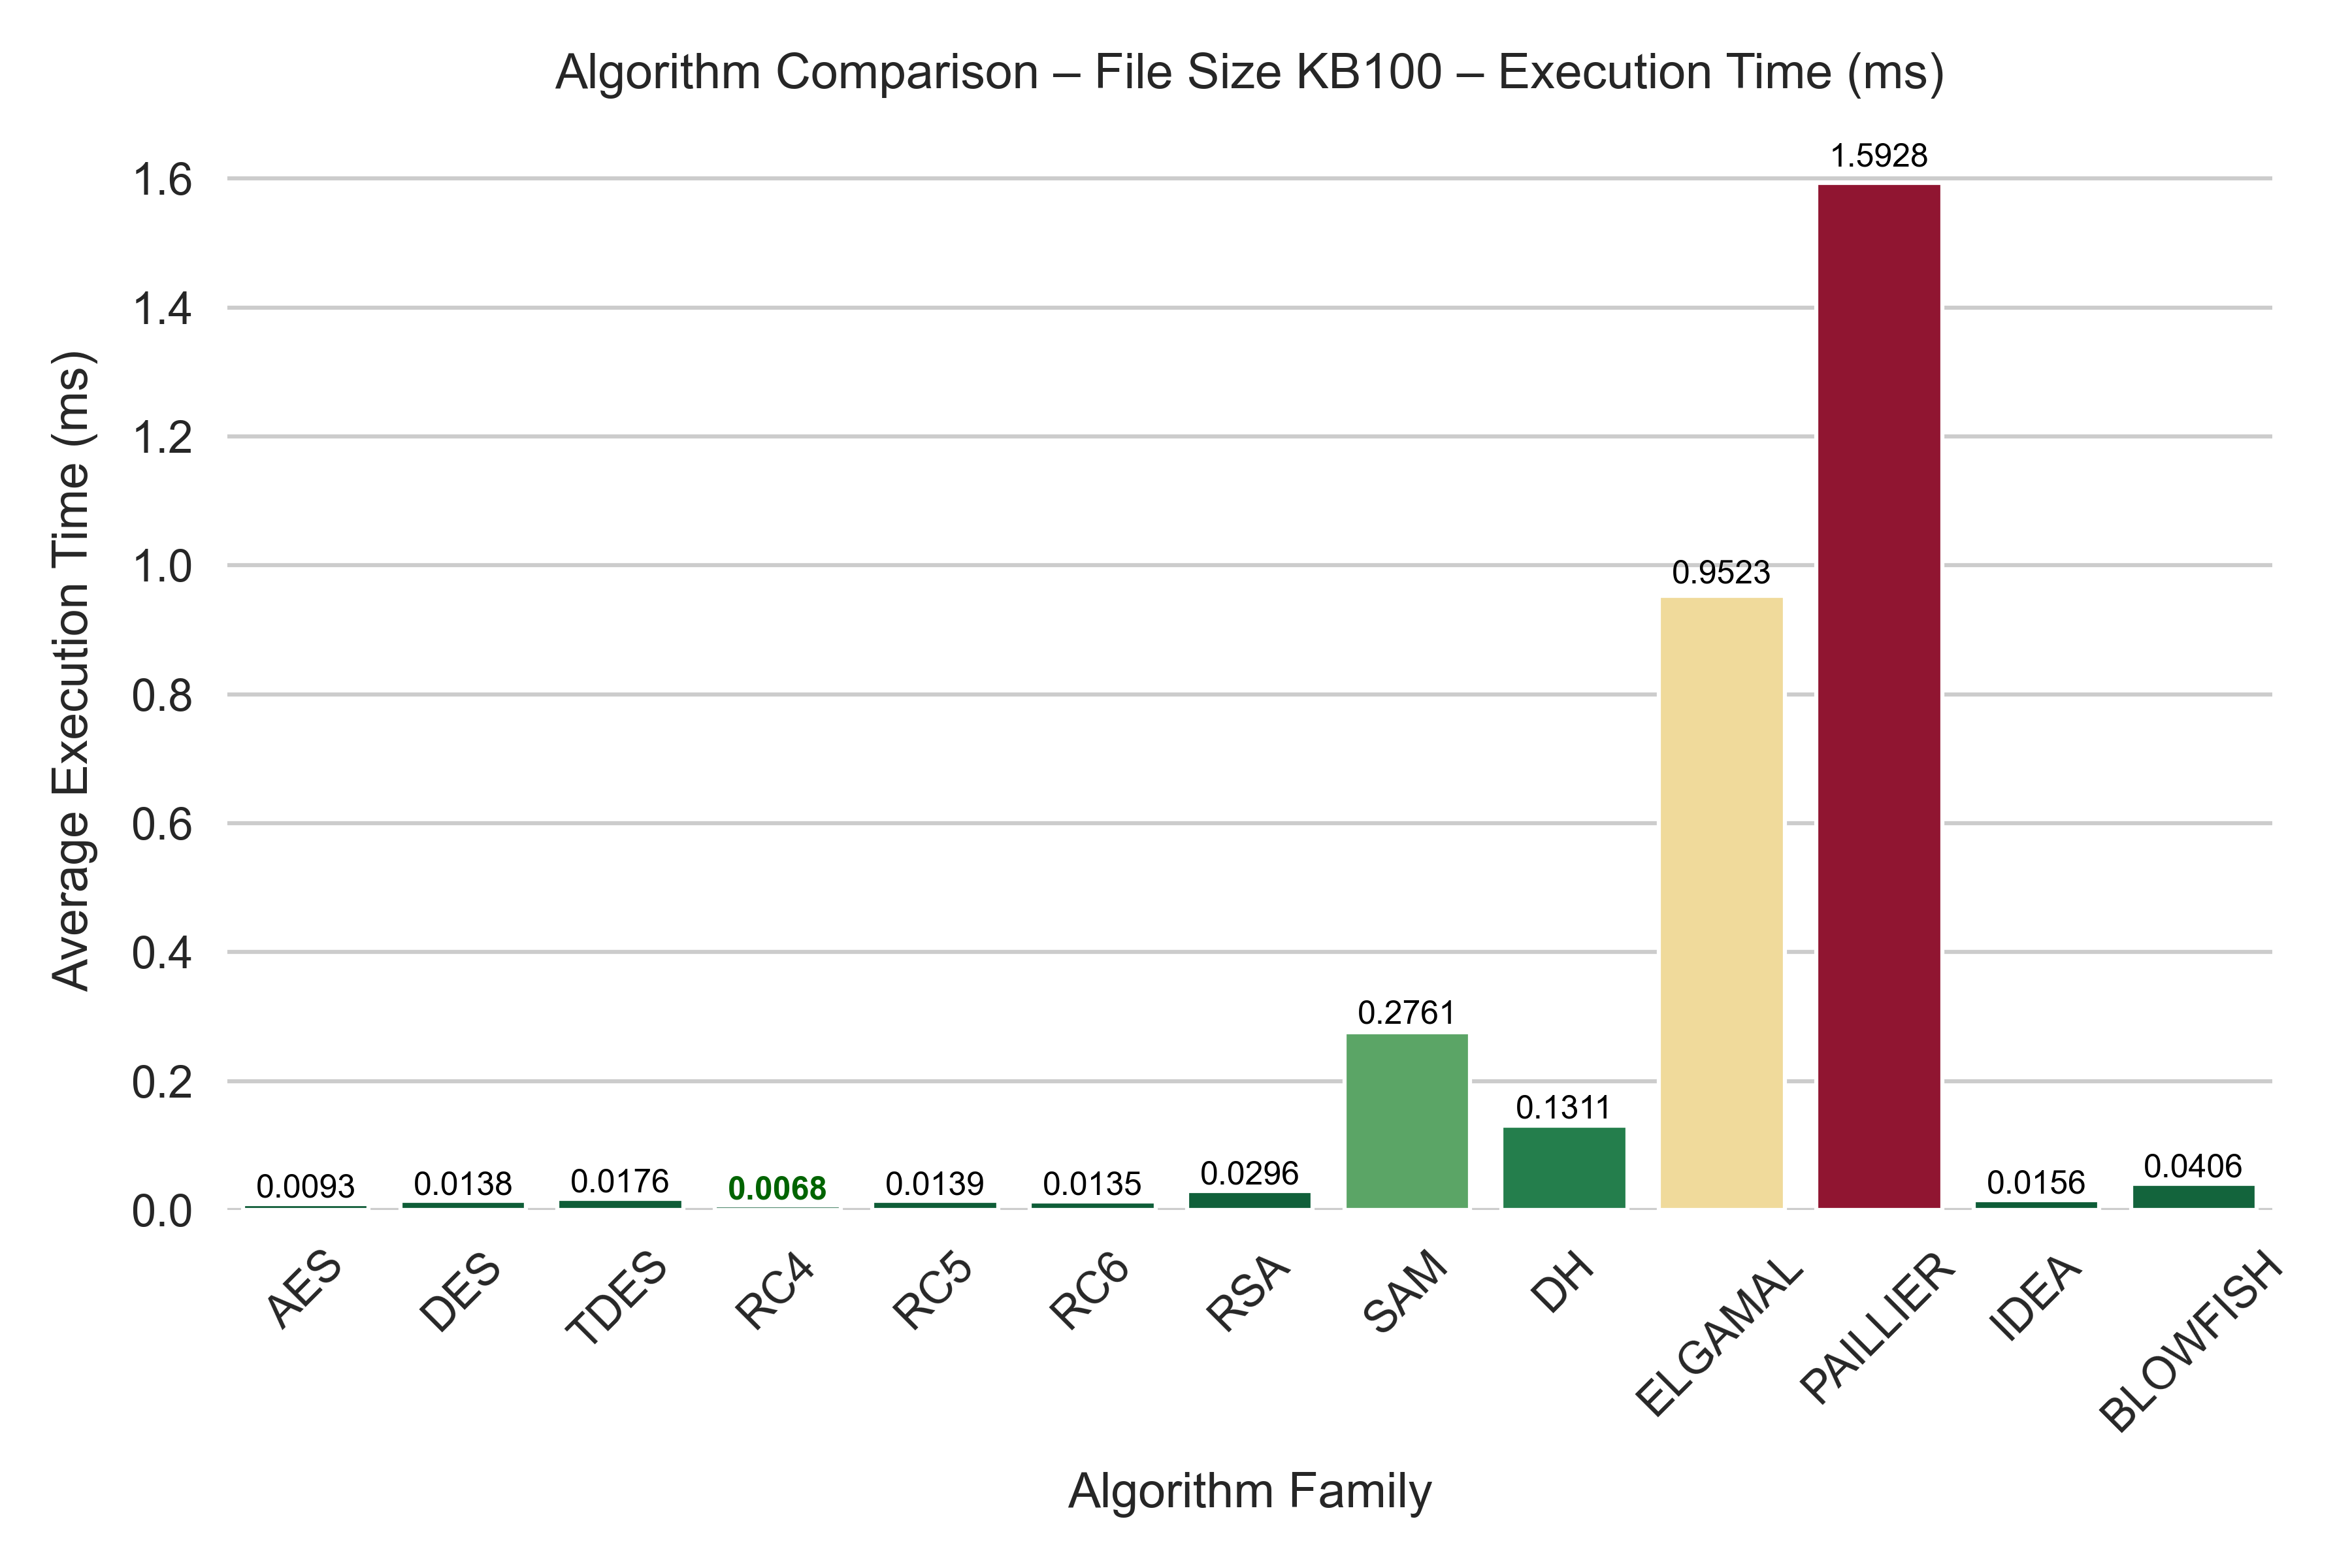 Algorithm Comparison – File Size KB100 – Execution Time (ms)
Average Execution Time (ms)
1.6
1.4
1.2
1.0
0.8
0.6
0.4
0.2
0.0
0.0093
0.0138
0.0176
0.0068
0.0139
0.0135
0.0296
0.2761
0.1311
0.9523
1.5928
0.0156
0.0406
AES
DES
TDES
RC4
RC5
RC6
RSA
SAM
DH
ELGAMAL
PAILLIER
IDEA
BLOWFISH
Algorithm Family